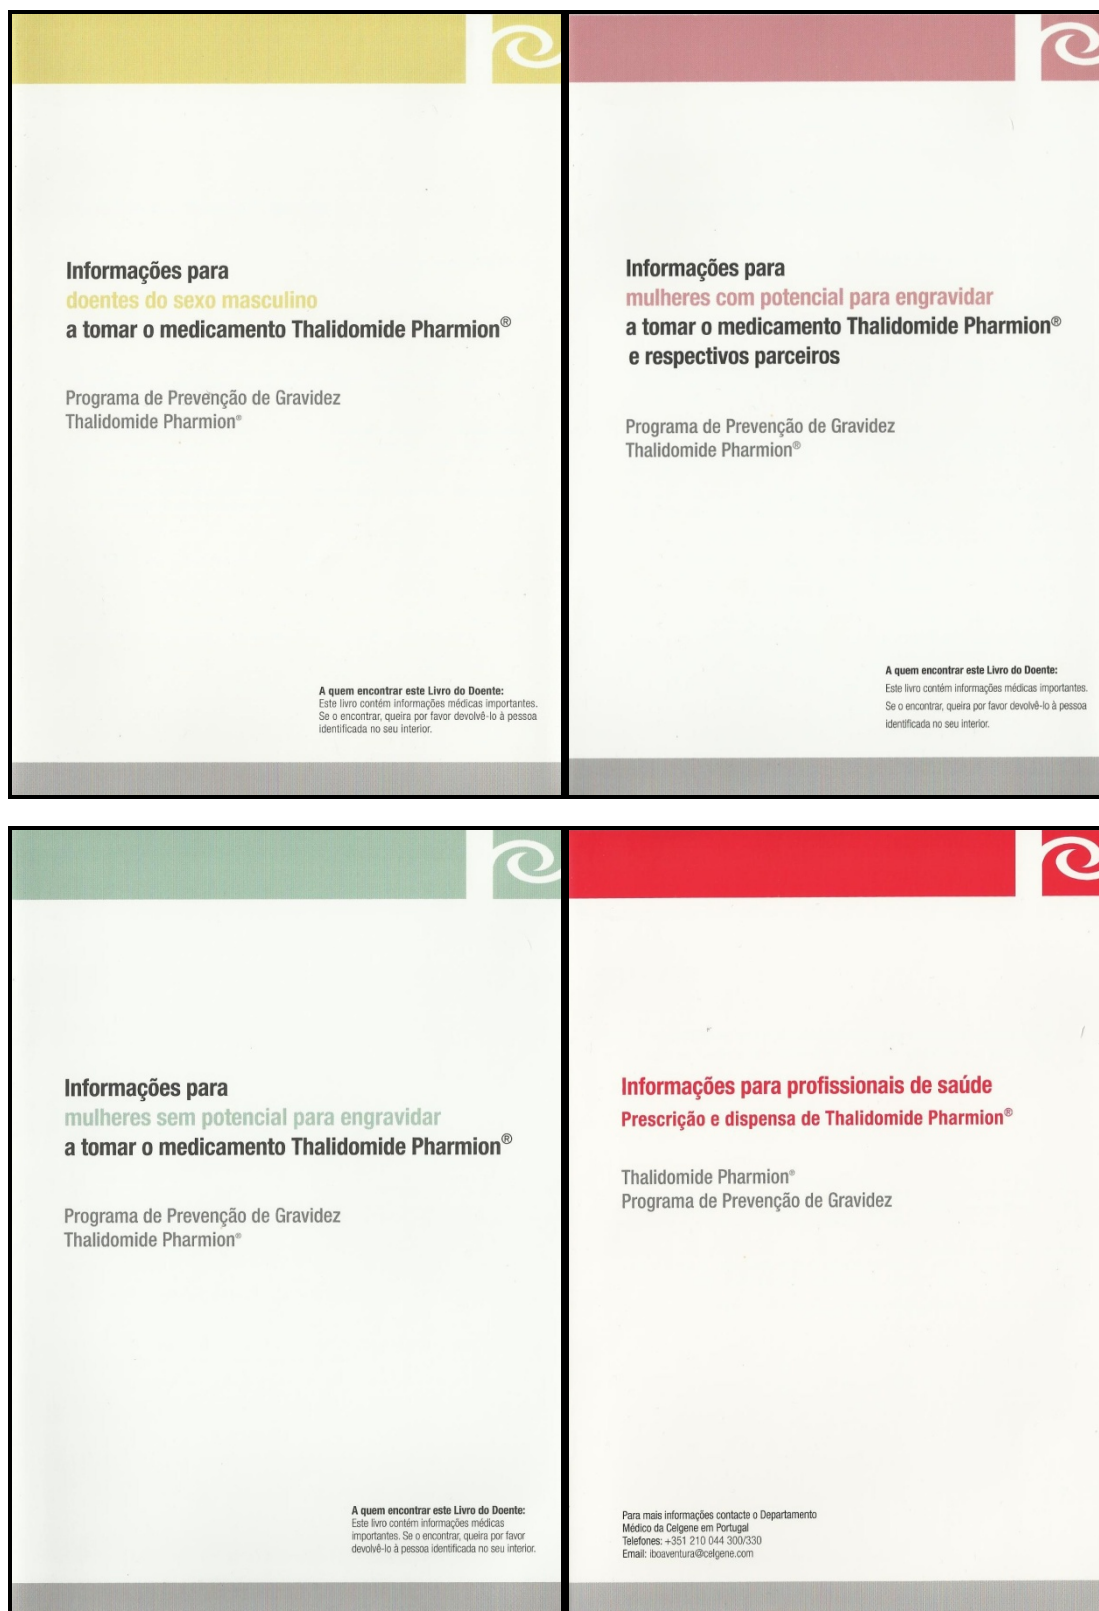 Informações para
doentes do sexo masculino
a tomar o medicamento Thalidomide Pharmion®
Programa de Prevenção de Gravidez
Thalidomide Pharmion®
A quem encontrar este Livro do Doente:
Este livro contém informações médicas importantes.
Se o encontrar, queira por favor devolvê-lo à pessoa
identificada no seu interior.
Informações para
mulheres com potencial para engravidar
a tomar o medicamento Thalidomide Pharmion®
e respectivos parceiros
Programa de Prevenção de Gravidez
Thalidomide Pharmion®
A quem encontrar este Livro do Doente:
Este livro contém informações médicas importantes.
Se o encontrar, queira por favor devolvê-lo à pessoa
identificada no seu interior.
Informações para
mulheres sem potencial para engravidar
a tomar o medicamento Thalidomide Pharmion®
Programa de Prevenção de Gravidez
Thalidomide Pharmion®
A quem encontrar este Livro do Doente:
Este livro contém informações médicas
importantes. Se o encontrar, queira por favor
devolvê-lo à pessoa identificada no seu interior.
Informações para profissionais de saúde
Prescrição e dispensa de Thalidomide Pharmion®
Thalidomide Pharmion®
Programa de Prevenção de Gravidez
Para mais informações contacte o Departamento
Médico da Celgene em Portugal
Telefones: +351 210 044 300/330
Email: iboaventura@celgene.com